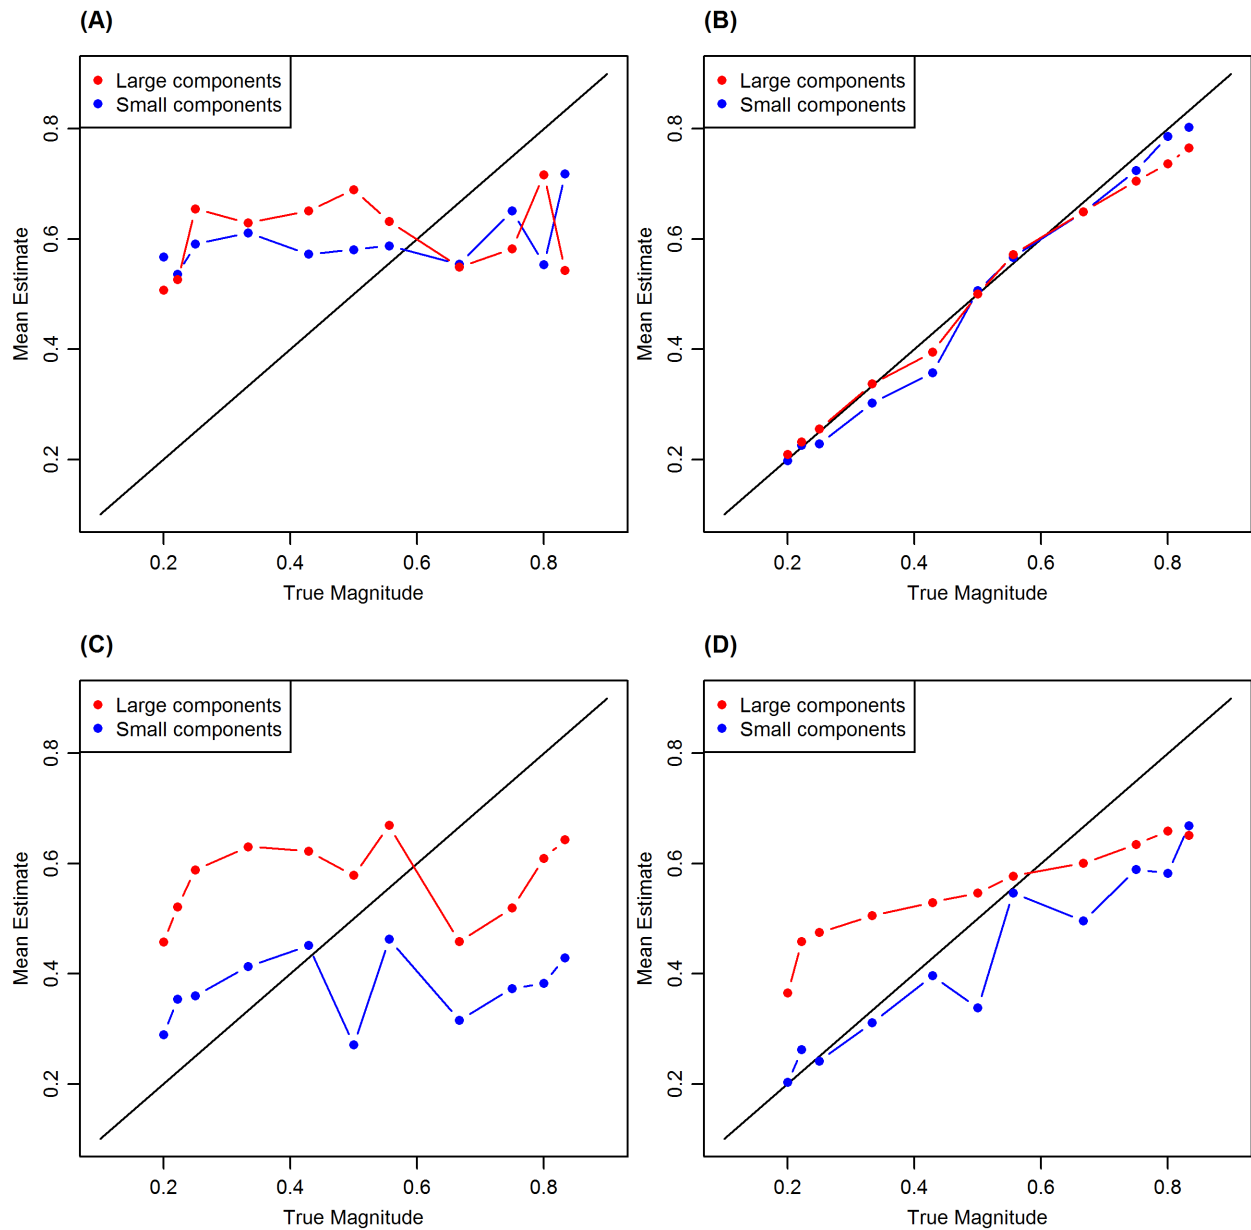 (A)
Large components
Small components
0.8
0.6
0.4
0.2
Mean Estimate
0.2 0.4 0.6 0.8
True Magnitude
(B)
Large components
Small components
0.8
0.6
0.4
0.2
Mean Estimate
0.2 0.4 0.6 0.8
True Magnitude
(C)
Large components
Small components
0.8
0.6
0.4
0.2
Mean Estimate
0.2 0.4 0.6 0.8
True Magnitude
(D)
Large components
Small components
0.8
0.6
0.4
0.2
Mean Estimate
0.2 0.4 0.6 0.8
True Magnitude